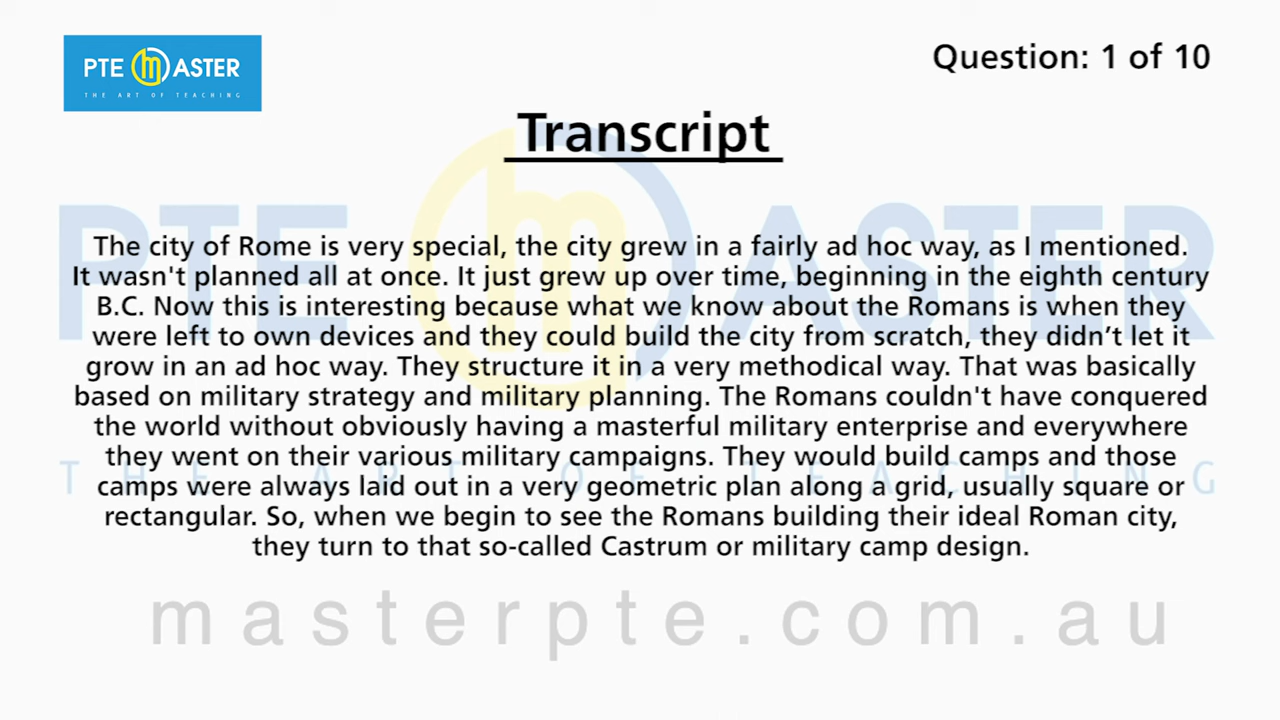 PTE MASTER
THE ART OF TEACHING
Question: 1 of 10
Transcript
The city of Rome is very special, the city grew in a fairly ad hoc way, as I mentioned.
It wasn't planned all at once. It just grew up over time, beginning in the eighth century
B.C. Now this is interesting because what we know about the Romans is when they
were left to own devices and they could build the city from scratch, they didn’t let it
grow in an ad hoc way. They structure it in a very methodical way. That was basically
based on military strategy and military planning. The Romans couldn't have conquered
the world without obviously having a masterful military enterprise and everywhere
they went on their various military campaigns. They would build camps and those
camps were always laid out in a very geometric plan along a grid, usually square or
rectangular. So, when we begin to see the Romans building their ideal Roman city,
they turn to that so-called Castrum or military camp design.
PTE MASTER
THE ART OF TEACHING
masterpte.com.au